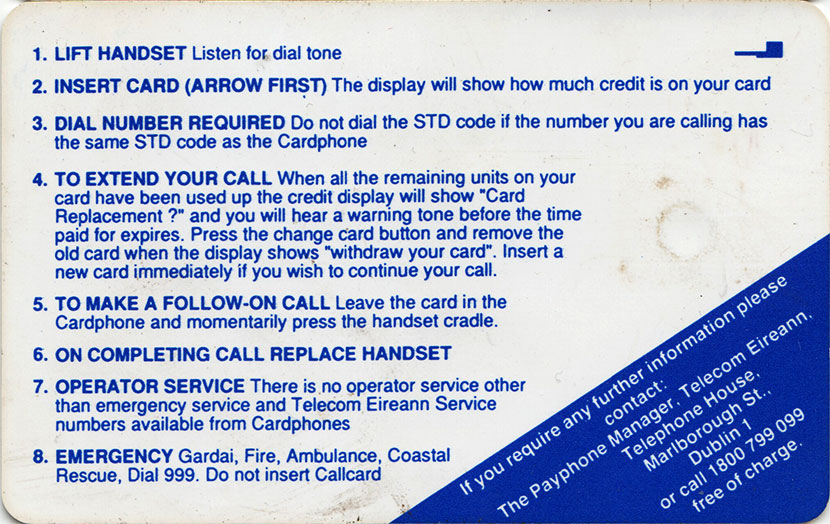 1. LIFT HANDSET Listen for dial tone
2. INSERT CARD (ARROW FIRST) The display will show how much credit is on your card
3. DIAL NUMBER REQUIRED Do not dial the STD code if the number you are calling has
the same STD code as the Cardphone
4. TO EXTEND YOUR CALL When all the remaining units on your
card have been used up the credit display will show "Card
Replacement ?" and you will hear a warning tone before the time
paid for expires. Press the change card button and remove the
old card when the display shows "withdraw your card". Insert a
new card immediately if you wish to continue your call.
5. TO MAKE A FOLLOW-ON CALL Leave the card in the
Cardphone and momentarily press the handset cradle.
6. ON COMPLETING CALL REPLACE HANDSET
7. OPERATOR SERVICE There is no operator service other
than emergency service and Telecom Eireann Service
numbers available from Cardphones
8. EMERGENCY Gardai, Fire, Ambulance, Coastal
Rescue, Dial 999. Do not insert Callcard
If you require any further information please
contact:
The Payphone Manager, Telecom Eireann,
Telephone House,
Marlborough St.,
Dublin 1
or call 1800 799 099
free of charge.